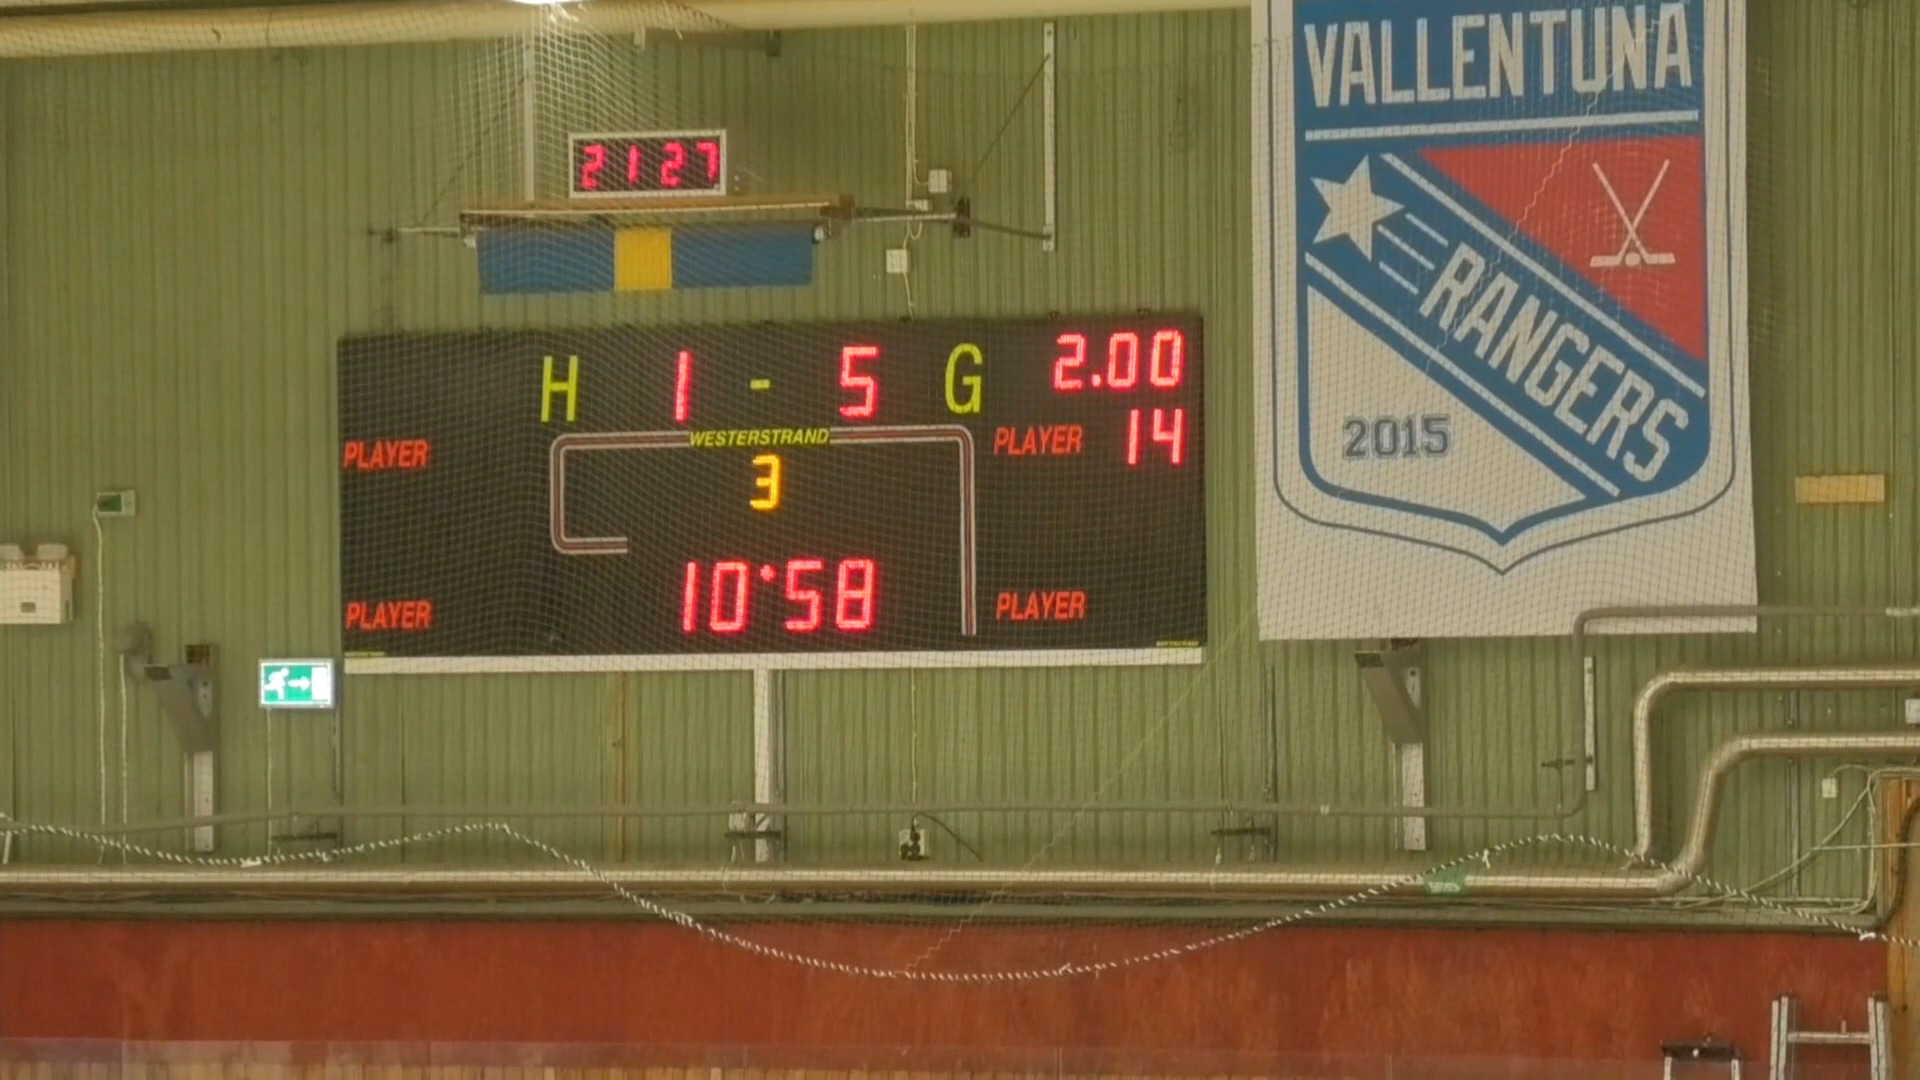 VALLENTUNA
RANGERS
2015
21 27
H 1 - 5 G 2.00
WESTERSTRAND
PLAYER
PLAYER 14
3
10•58
PLAYER
PLAYER